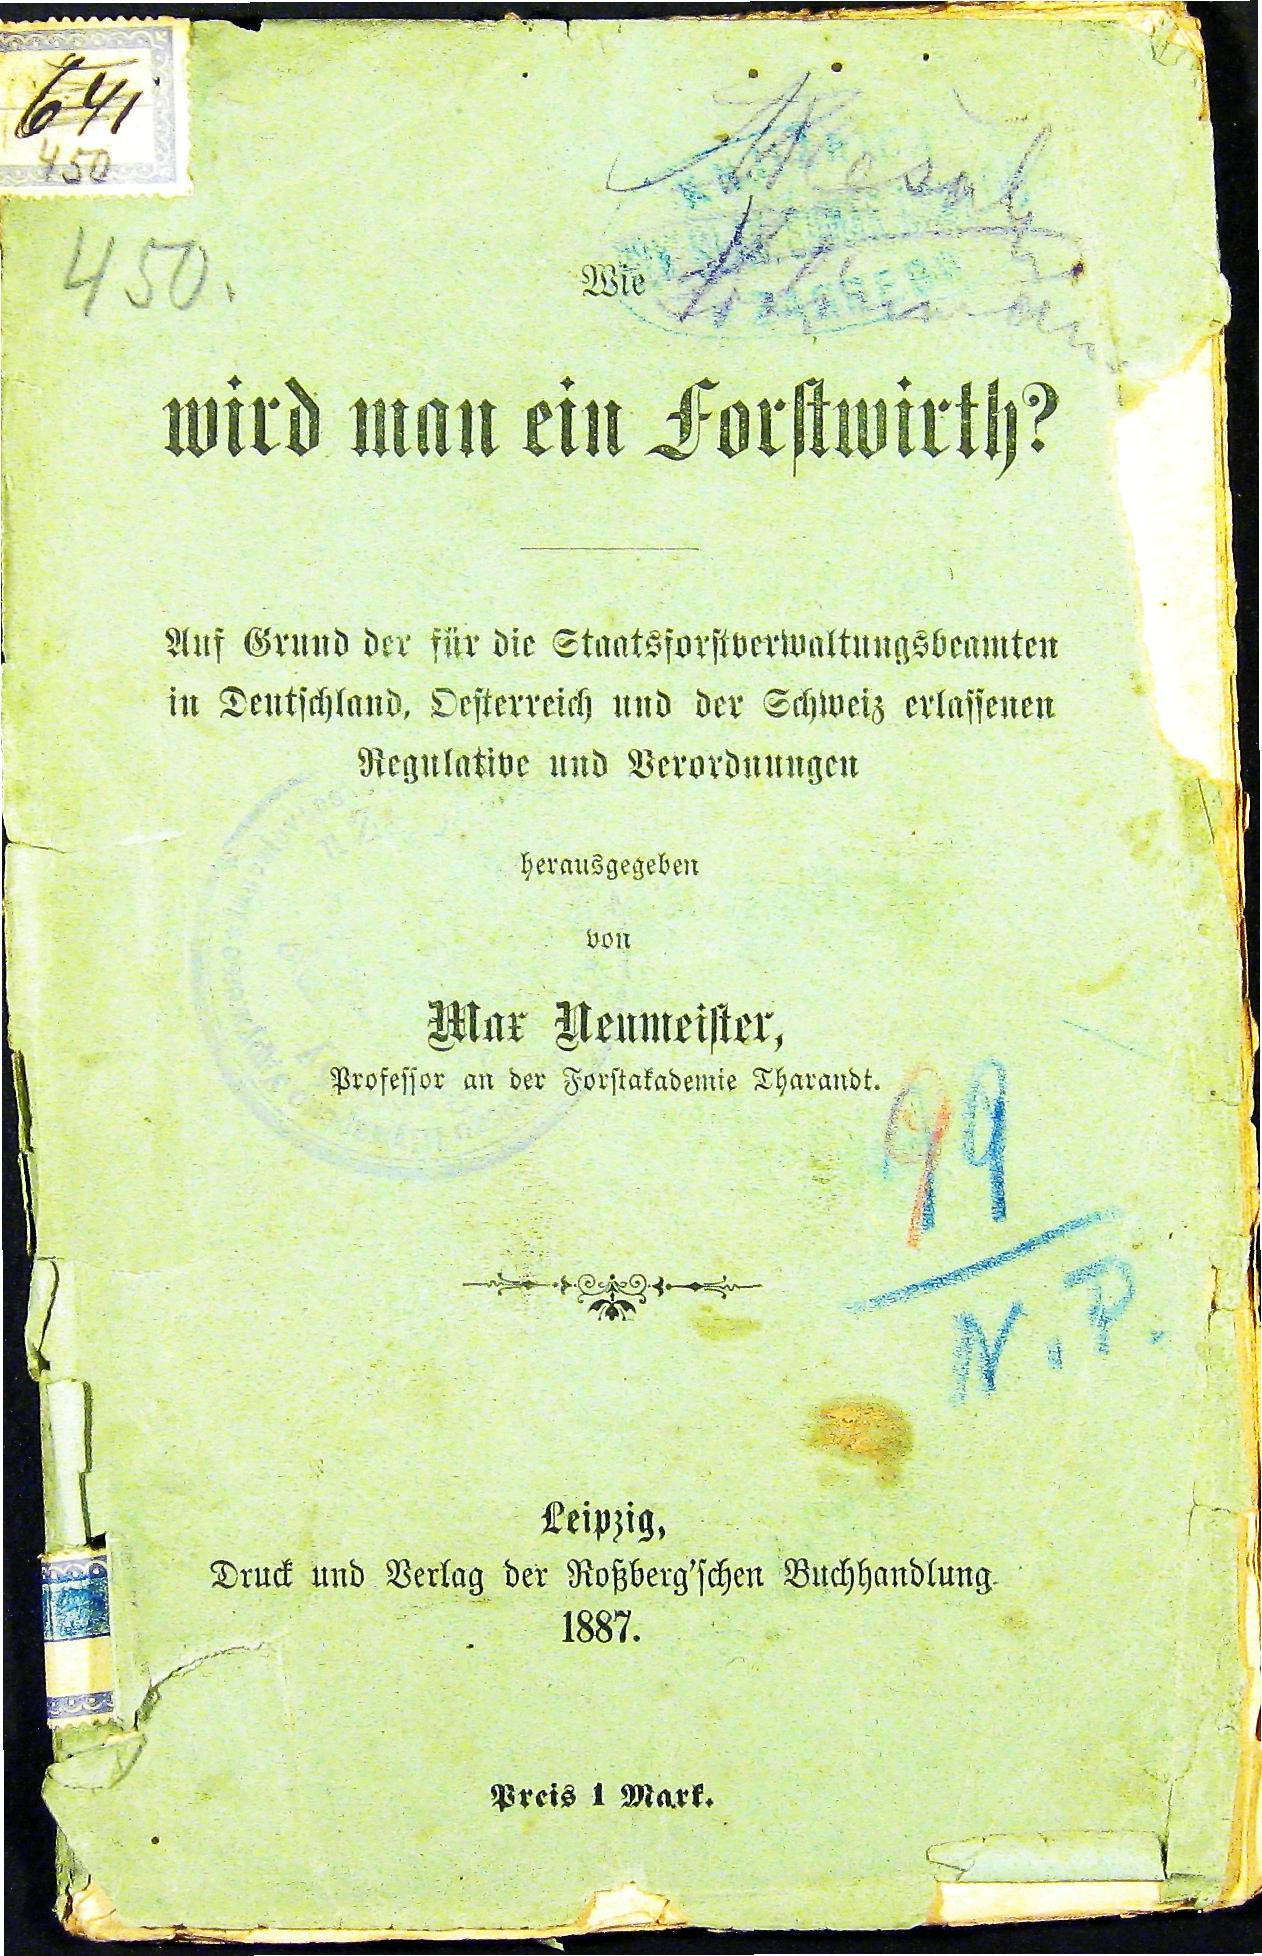 641
450
450.
Wie
wird man ein Forstwirth?
Auf Grund der für die Staatsforstverwaltungsbeamten
in Deutschland, Oesterreich und der Schweiz erlassenen
Regulative und Verordnungen
herausgegeben
von
Max Neumeister,
Professor an der Forstakademie Tharandt.
99
N. P.
Leipzig,
Druck und Verlag der Roßberg'schen Buchhandlung.
1887.
Preis 1 Mark.